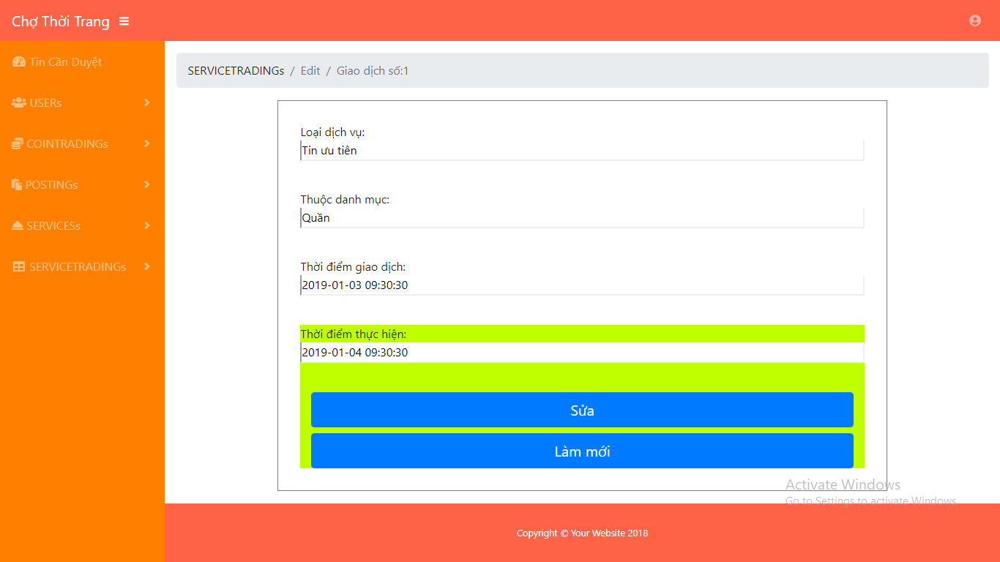 Chợ Thời Trang
Tin Cần Duyệt
USERs
COINTRADINGs
POSTINGs
SERVICESs
SERVICETRADINGs
SERVICETRADINGs / Edit / Giao dịch số:1
Loại dịch vụ:
Tin ưu tiên
Thuộc danh mục:
Quần
Thời điểm giao dịch:
2019-01-03 09:30:30
Thời điểm thực hiện:
2019-01-04 09:30:30
Sửa
Làm mới
Activate Windows
Go to Settings to activate Windows.
Copyright © Your Website 2018